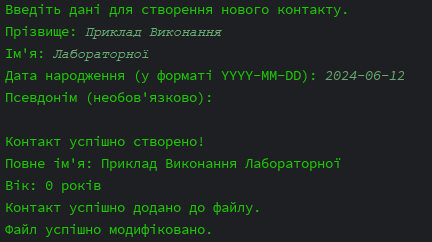 Введіть дані для створення нового контакту.
Прізвище: Приклад Виконання
Ім'я: Лабораторної
Дата народження (у форматі YYYY-MM-DD): 2024-06-12
Псевдонім (необов'язково):
Контакт успішно створено!
Повне ім'я: Приклад Виконання Лабораторної
Вік: 0 років
Контакт успішно додано до файлу.
Файл успішно модифіковано.